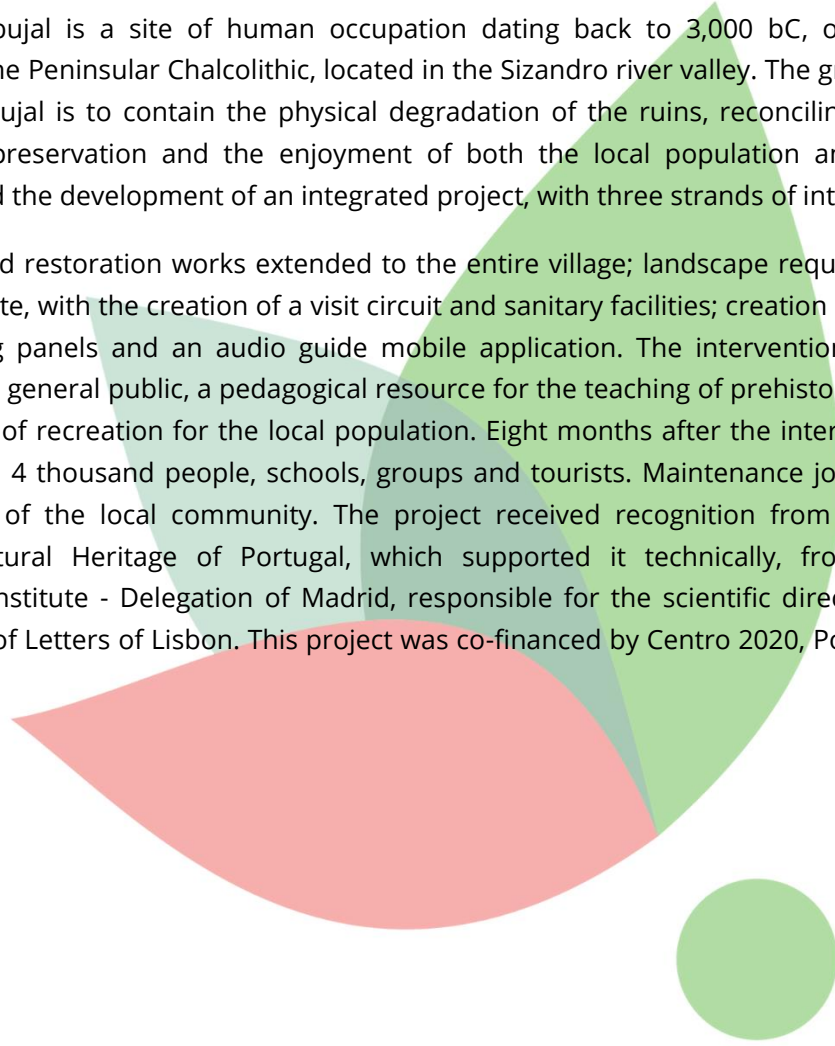 bujal is a site of human occupation dating back to 3,000 bC, o
he Peninsular Chalcolithic, located in the Sizandro river valley. The g
ujal is to contain the physical degradation of the ruins, reconcilin
preservation and the enjoyment of both the local population a
d the development of an integrated project, with three strands of int
d restoration works extended to the entire village; landscape requ
te, with the creation of a visit circuit and sanitary facilities; creation
g panels and an audio guide mobile application. The intervention
general public, a pedagogical resource for the teaching of prehisto
of recreation for the local population. Eight months after the inter
4 thousand people, schools, groups and tourists. Maintenance jo
of the local community. The project received recognition from
tural Heritage of Portugal, which supported it technically, fro
nstitute - Delegation of Madrid, responsible for the scientific dire
of Letters of Lisbon. This project was co-financed by Centro 2020, Po